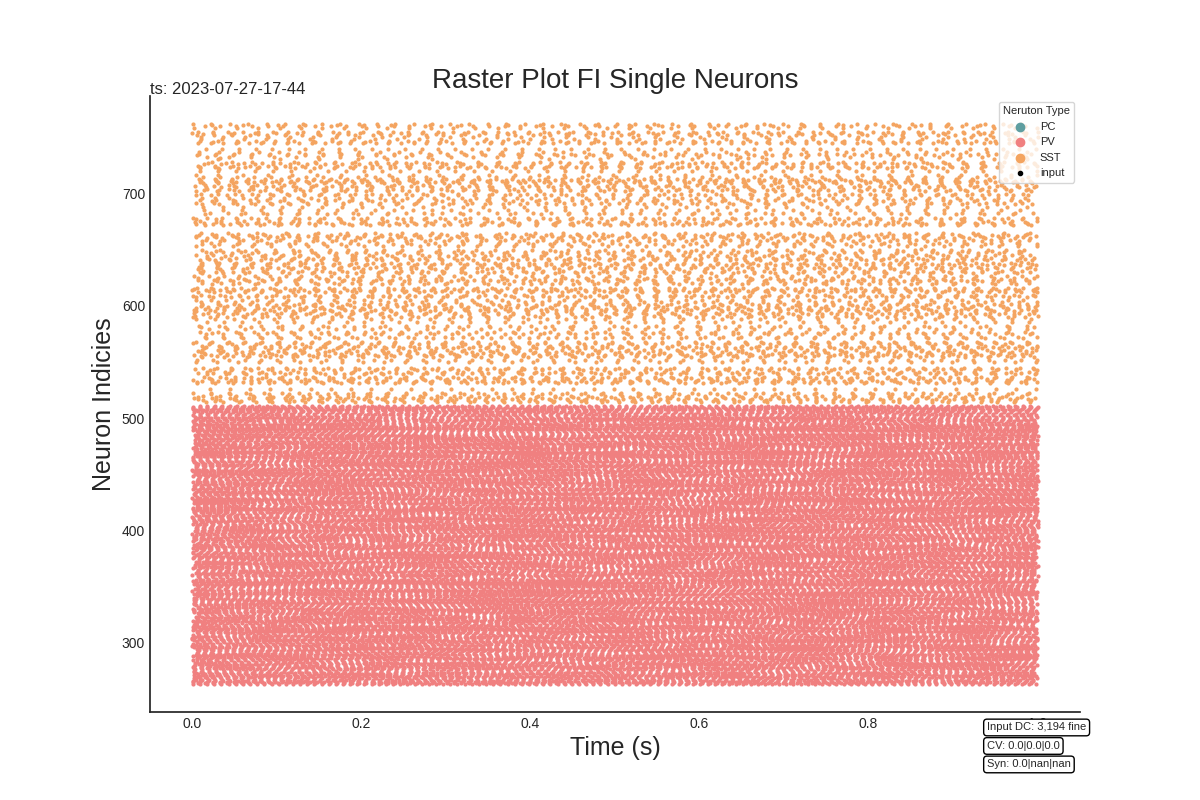 Raster Plot FI Single Neurons
ts: 2023-07-27-17-44
Neruton Type
PC
PV
SST
input
Neuron Indicies
700
600
500
400
300
0.0 0.2 0.4 0.6 0.8
Time (s)
Input DC: 3,194 fine
CV: 0.0|0.0|0.0
Syn: 0.0|nan|nan